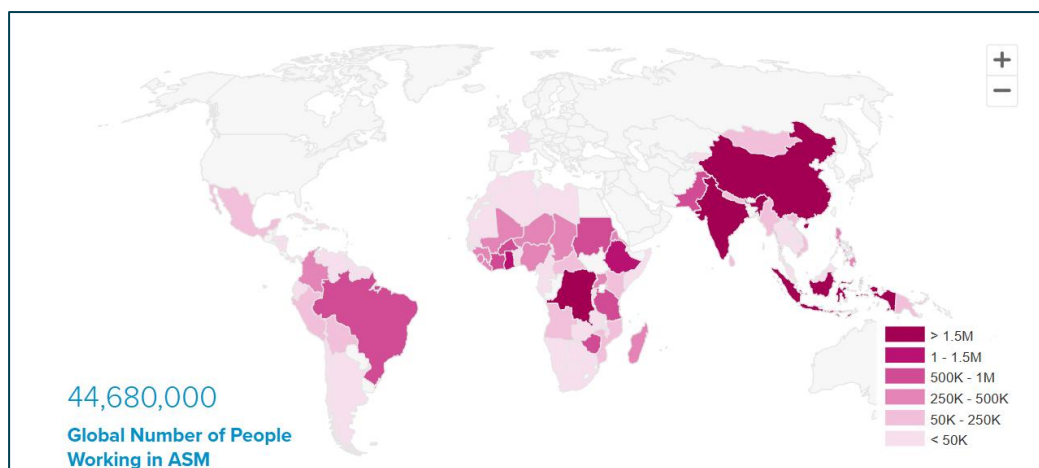 +
−
> 1.5M
1 - 1.5M
500K - 1M
250K - 500K
50K - 250K
< 50K
44,680,000
Global Number of People
Working in ASM